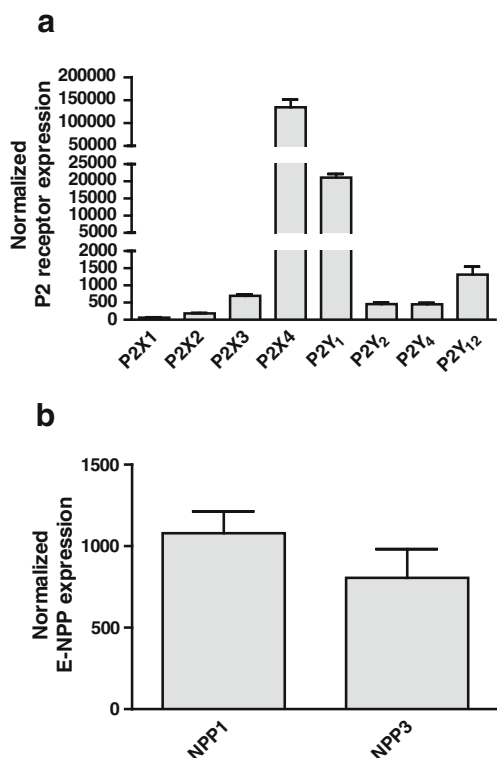 a
Normalized
P2 receptor expression
200000
150000
100000
50000
25000
20000
15000
10000
5000
2000
1500
1000
500
0
P2X1
P2X2
P2X3
P2X4
P2Y₁
P2Y₂
P2Y₄
P2Y₁₂
b
Normalized
E-NPP expression
1500
1000
500
0
NPP1
NPP3